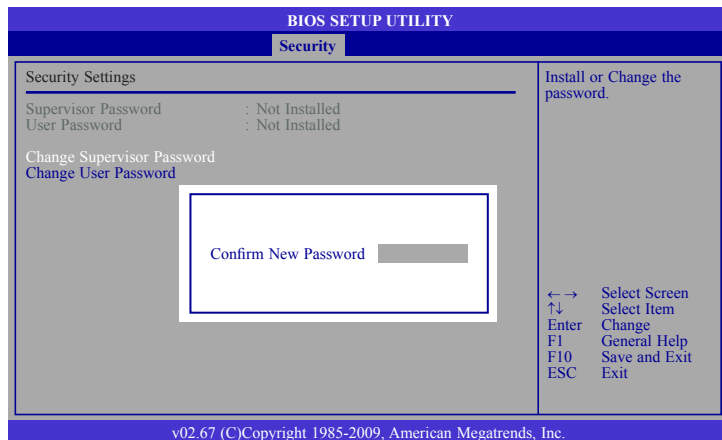 BIOS SETUP UTILITY
Security
Security Settings
Supervisor Password : Not Installed
User Password : Not Installed
Change Supervisor Password
Change User Password
Confirm New Password
Install or Change the
password.
←→ Select Screen
↑↓ Select Item
Enter Change
F1 General Help
F10 Save and Exit
ESC Exit
v02.67 (C)Copyright 1985-2009, American Megatrends, Inc.